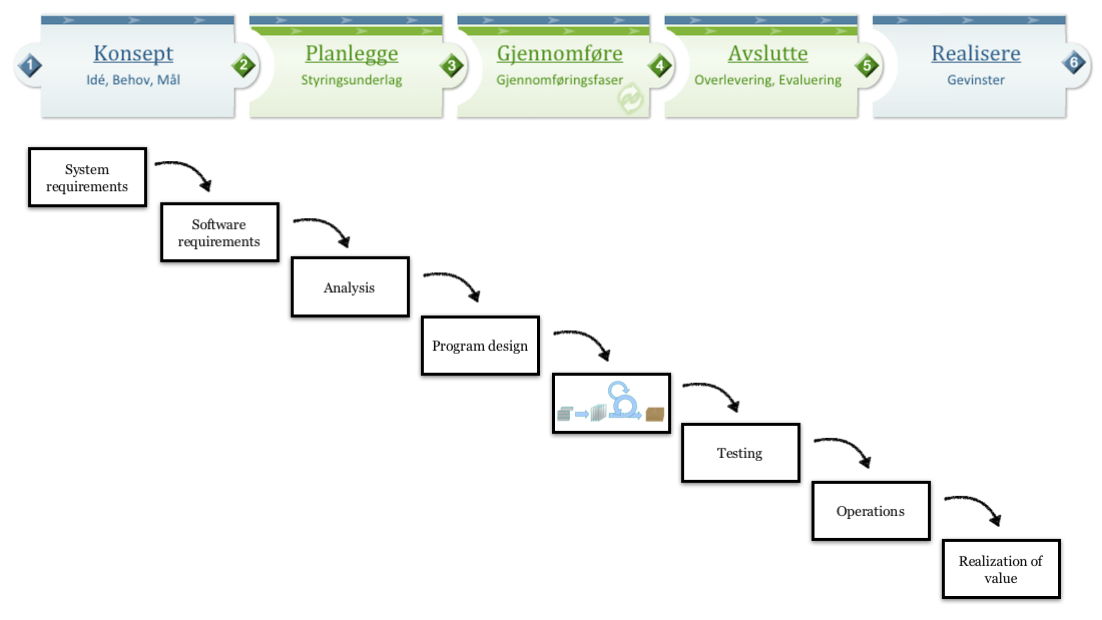 1
Konsept
Idé, Behov, Mål
2
Planlegge
Styringsunderlag
3
Gjennomføre
Gjennomføringsfaser
4
Avslutte
Overlevering, Evaluering
5
Realisere
Gevinster
6
System
requirements
Software
requirements
Analysis
Program design
Testing
Operations
Realization of
value